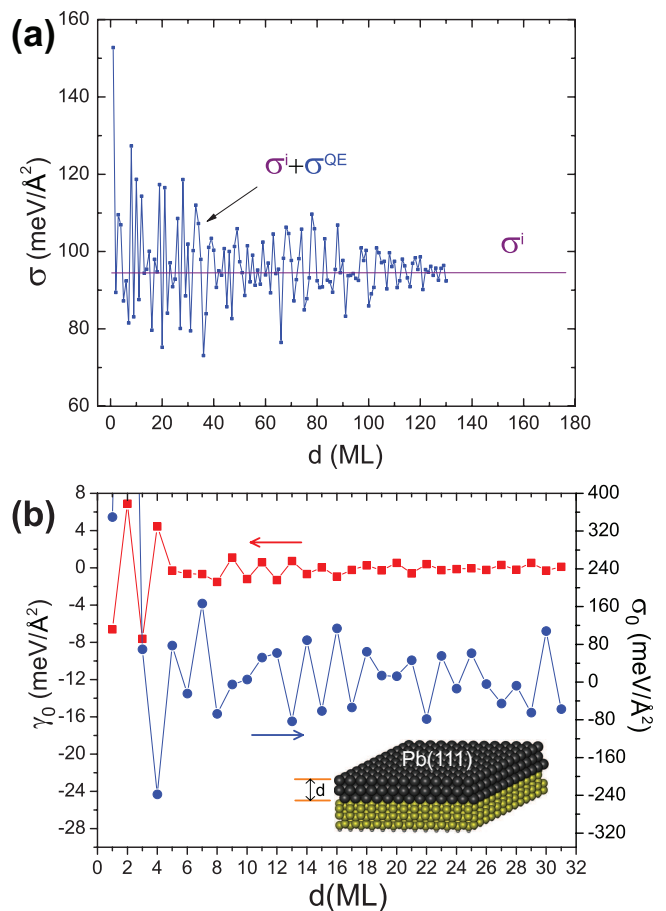 (a)
σ (meV/Å²)
160
140
120
100
80
60
σⁱ+σQE
σⁱ
0 20 40 60 80 100 120 140 160 180
d (ML)
(b)
γ₀ (meV/Å²)
8
4
0
-4
-8
-12
-16
-20
-24
-28
400
320
240
160
80
0
-80
-160
-240
-320
σ₀ (meV/Å²)
Pb(111)
d
0 2 4 6 8 10 12 14 16 18 20 22 24 26 28 30
d(ML)